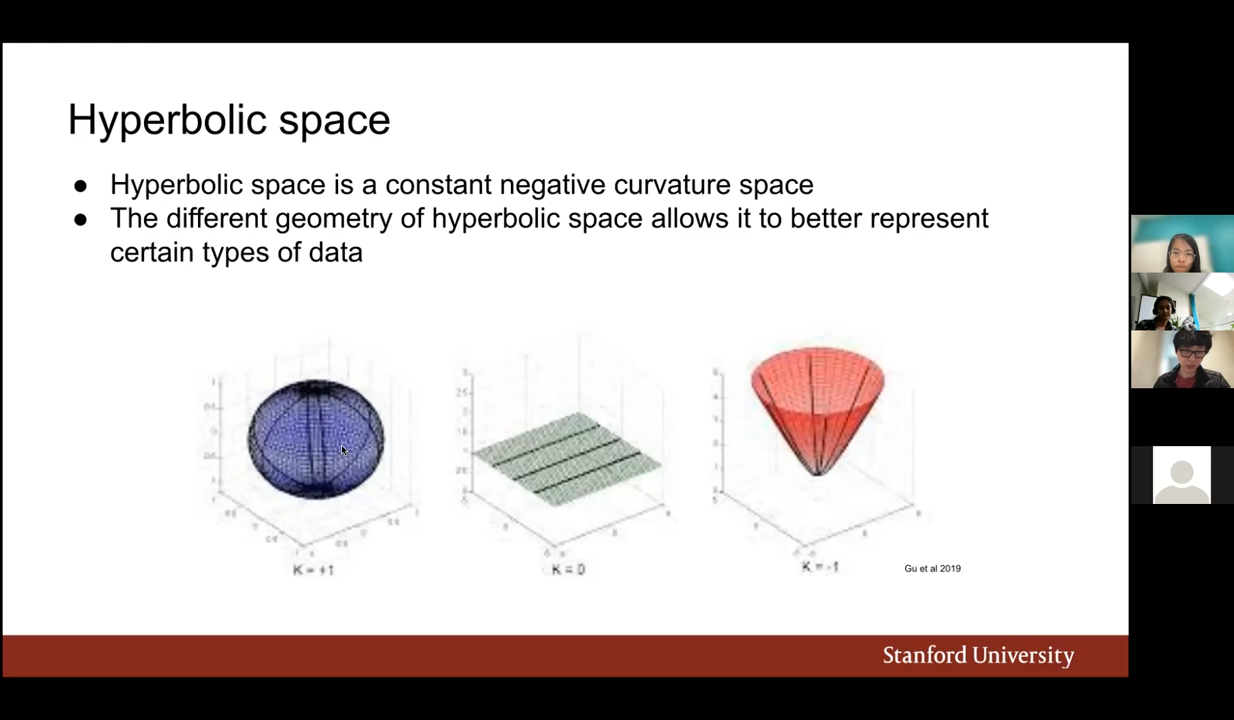 Hyperbolic space
● Hyperbolic space is a constant negative curvature space
● The different geometry of hyperbolic space allows it to better represent
certain types of data
K = +1
K = 0
K = -1
Gu et al 2019
Stanford University